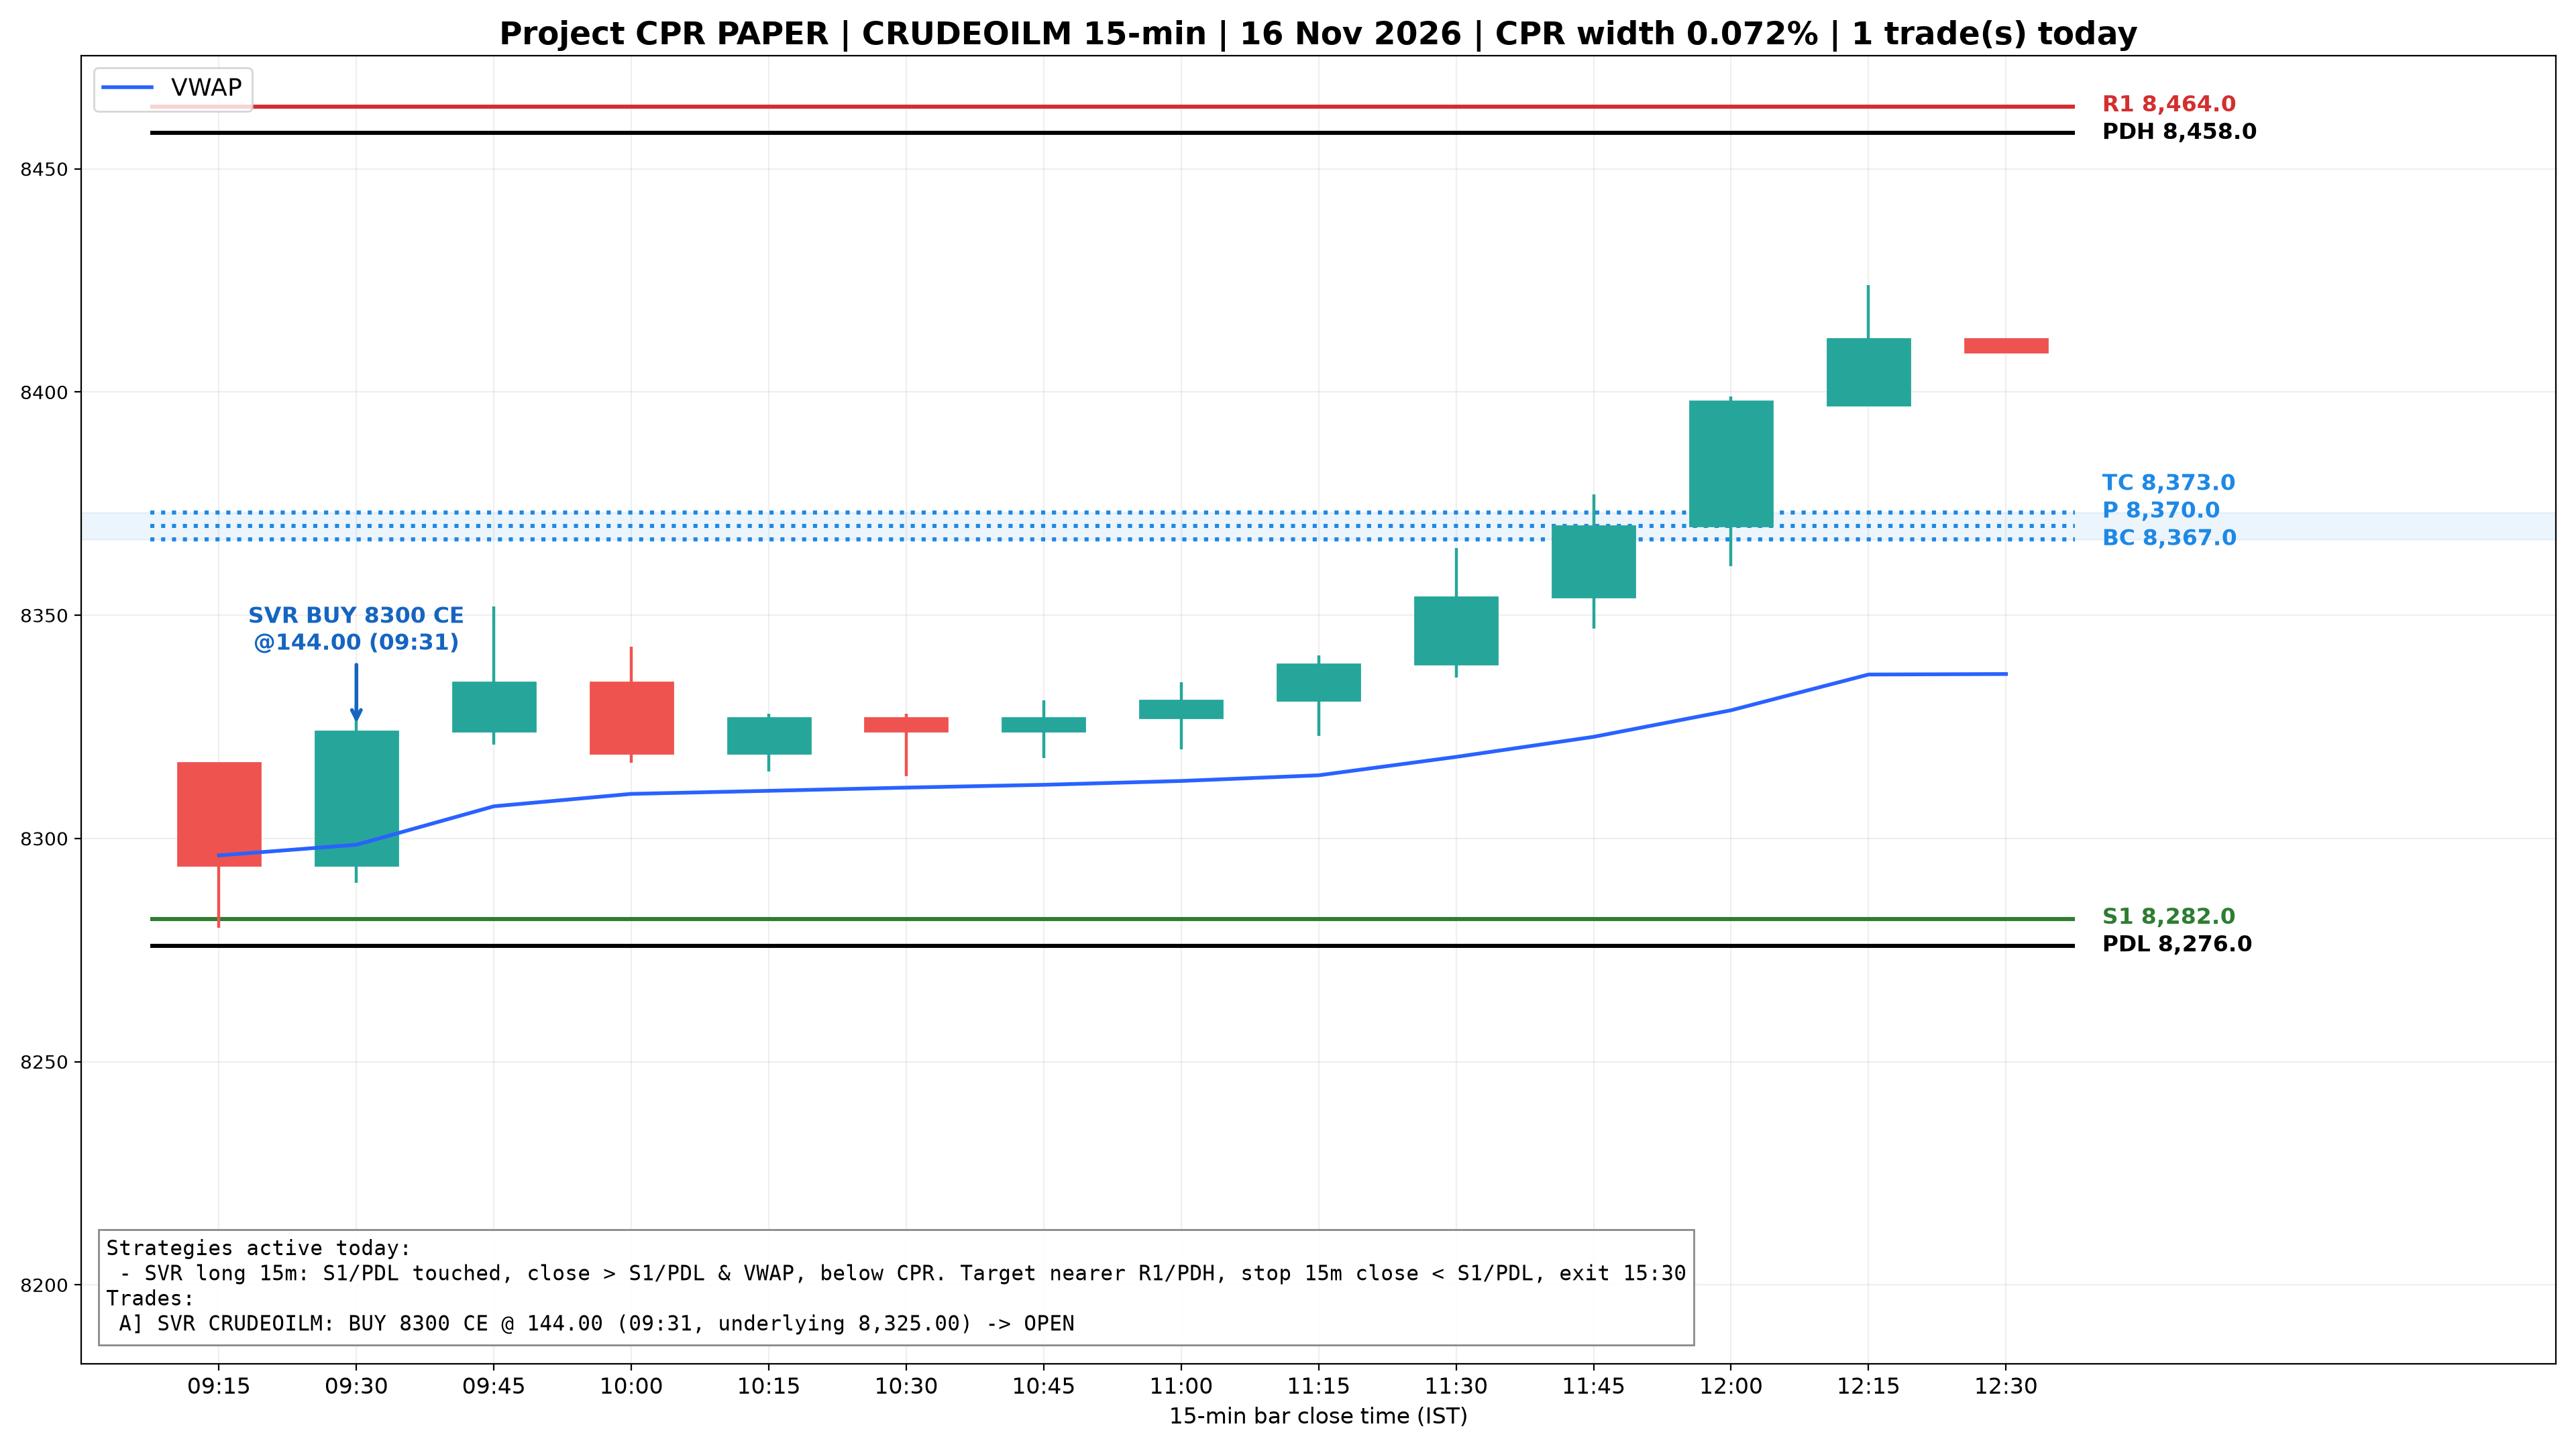 Project CPR PAPER | CRUDEOILM 15-min | 16 Nov 2026 | CPR width 0.072% | 1 trade(s) today
VWAP
R1 8,464.0
PDH 8,458.0
8450
8400
TC 8,373.0
P 8,370.0
BC 8,367.0
8350
SVR BUY 8300 CE
@144.00 (09:31)
8300
S1 8,282.0
PDL 8,276.0
8250
8200
Strategies active today:
- SVR long 15m: S1/PDL touched, close > S1/PDL & VWAP, below CPR. Target nearer R1/PDH, stop 15m close < S1/PDL, exit 15:30
Trades:
A] SVR CRUDEOILM: BUY 8300 CE @ 144.00 (09:31, underlying 8,325.00) -> OPEN
09:15 09:30 09:45 10:00 10:15 10:30 10:45 11:00 11:15 11:30 11:45 12:00 12:15 12:30
15-min bar close time (IST)